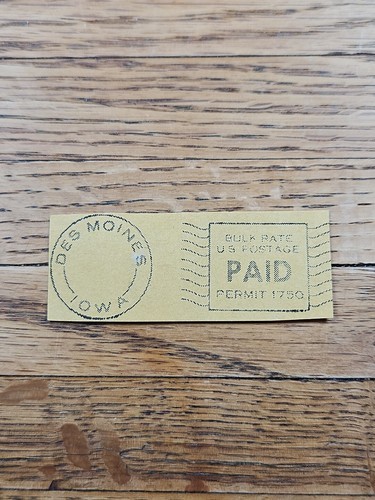 DES MOINES
IOWA
BULK RATE
U.S. POSTAGE
PAID
PERMIT 1750